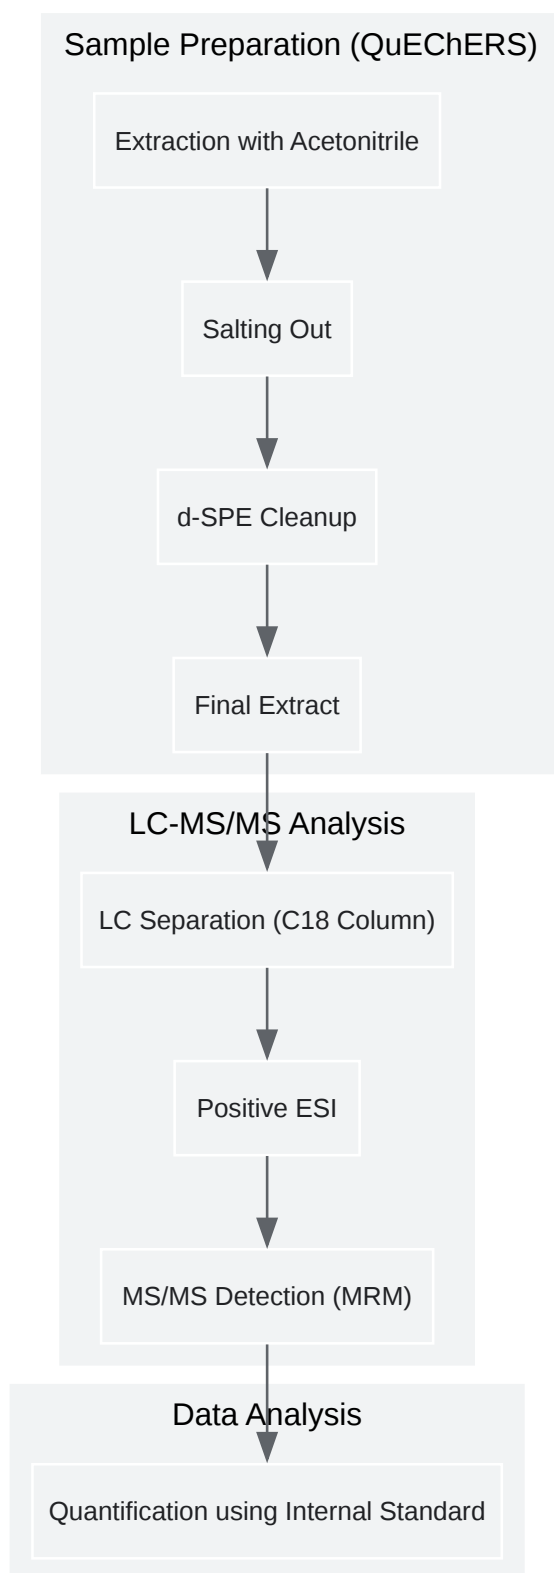 Sample Preparation (QuEChERS)
Extraction with Acetonitrile
Salting Out
d-SPE Cleanup
Final Extract
LC-MS/MS Analysis
LC Separation (C18 Column)
Positive ESI
MS/MS Detection (MRM)
Data Analysis
Quantification using Internal Standard